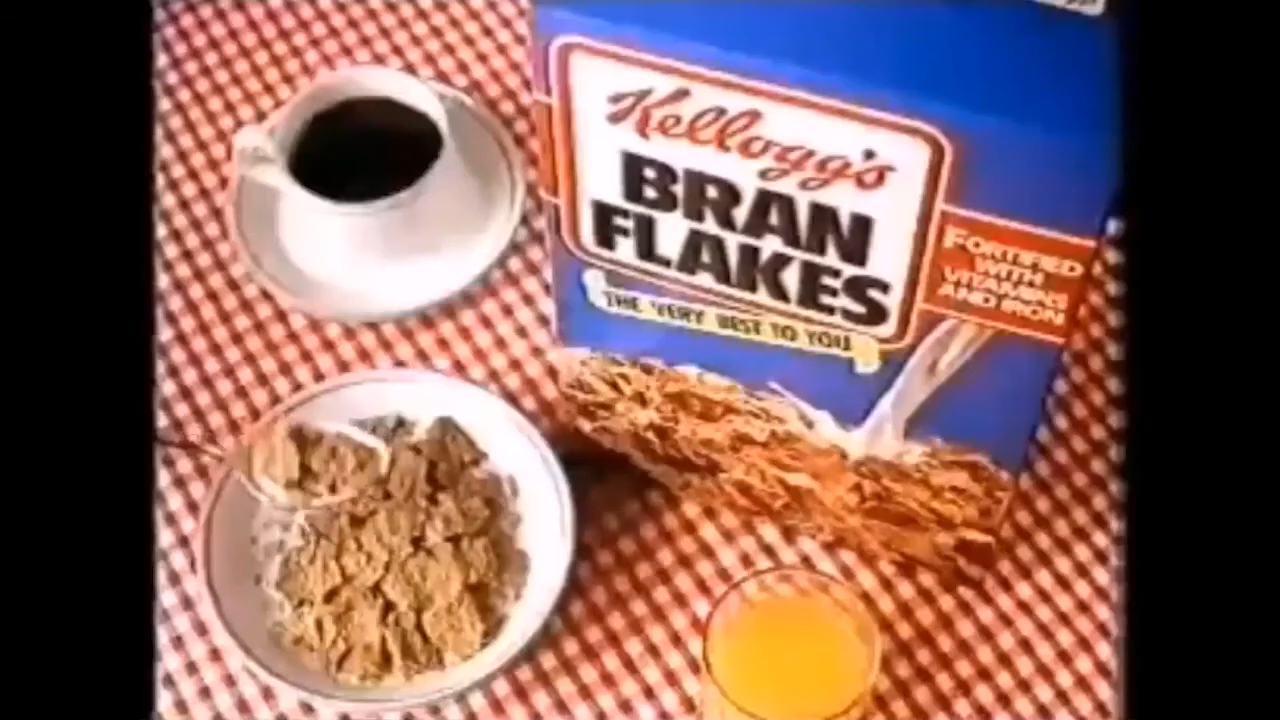 Kellogg's
BRAN
FLAKES
THE VERY BEST TO YOU
FORTIFIED
WITH
VITAMINS
AND IRON